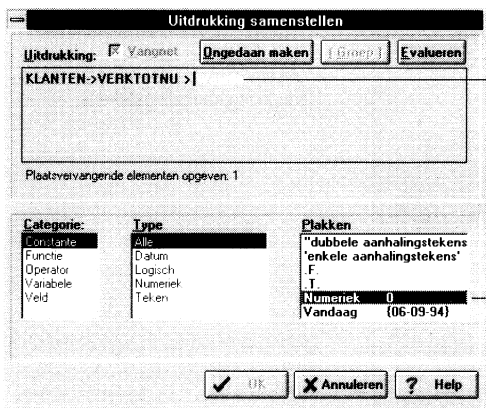 Uitdrukking samenstellen
Uitdrukking: Vangnet Ongedaan maken ( Groep ) Evalueren
KLANTEN->VERKTOTNU >
Plaatsvervangende elementen opgeven: 1
Categorie: Type Plakken
Constante Alle "dubbele aanhalingstekens
Functie Datum 'enkele aanhalingstekens'
Operator Logisch .F.
Variabele Numeriek .T.
Veld Teken Numeriek 0
Vandaag {06-09-94}
OK Annuleren ? Help